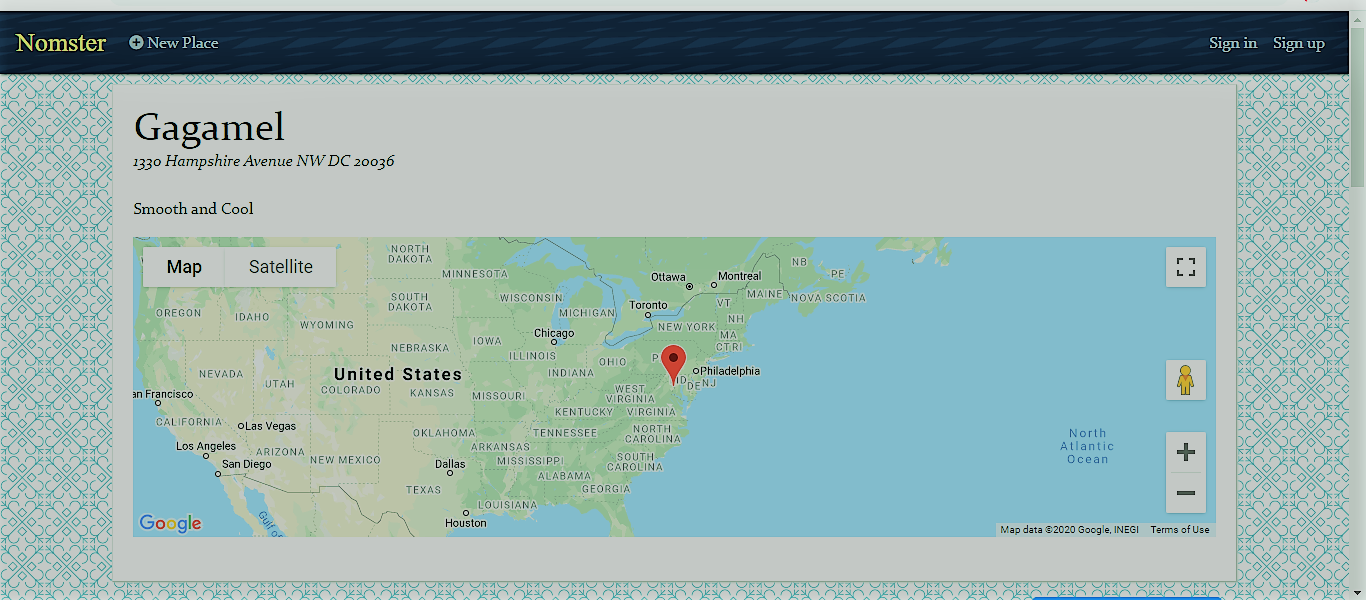 Nomster
New Place
Sign in
Sign up
Gagamel
1330 Hampshire Avenue NW DC 20036
Smooth and Cool
Map
Satellite
NORTH
DAKOTA
MINNESOTA
Ottawa
Montreal
NB
PE
MAINE
NOVA SCOTIA
SOUTH
DAKOTA
WISCONSIN
MICHIGAN
Toronto
VT
OREGON
IDAHO
WYOMING
NEW YORK
NH
MA
CT
RI
Chicago
NEBRASKA
IOWA
ILLINOIS
INDIANA
OHIO
P
Philadelphia
NEVADA
UTAH
United States
COLORADO
KANSAS
MISSOURI
WEST
VIRGINIA
MD
DE
NJ
an Francisco
CALIFORNIA
Las Vegas
KENTUCKY
VIRGINIA
OKLAHOMA
TENNESSEE
NORTH
CAROLINA
Los Angeles
ARIZONA
NEW MEXICO
ARKANSAS
MISSISSIPPI
SOUTH
CAROLINA
San Diego
Dallas
ALABAMA
TEXAS
GEORGIA
LOUISIANA
Houston
Gulf of
North
Atlantic
Ocean
Google
Map data ©2020 Google, INEGI
Terms of Use